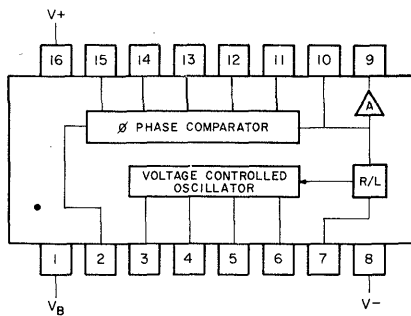 V+
16 15 14 13 12 11 10 9
A
Ø PHASE COMPARATOR
VOLTAGE CONTROLLED
OSCILLATOR
R/L
1 2 3 4 5 6 7 8
VB V−